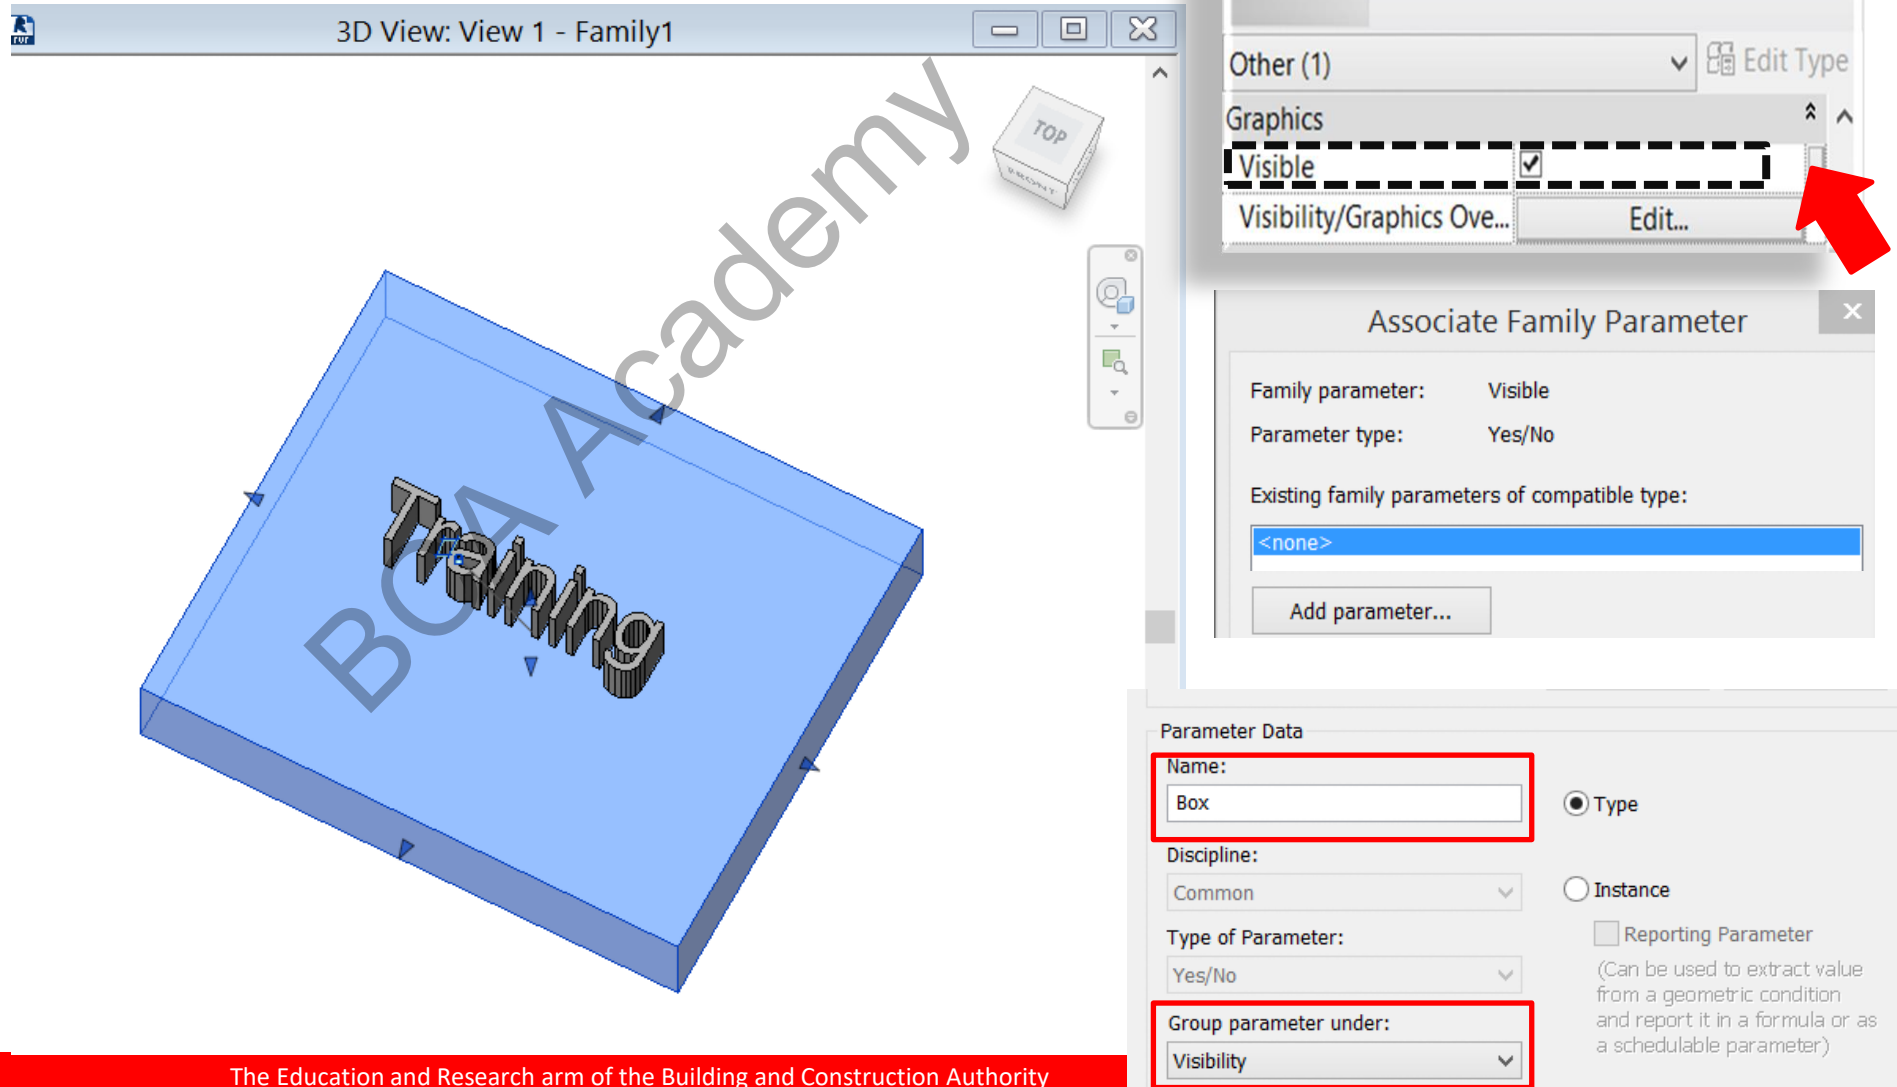 3D View: View 1 - Family1
TOP
FRONT
Training
BCA Academy
Other (1)
Edit Type
Graphics
Visible
Visibility/Graphics Ove...
Edit...
Associate Family Parameter
Family parameter: Visible
Parameter type: Yes/No
Existing family parameters of compatible type:
<none>
Add parameter...
Parameter Data
Name:
Box
Type
Discipline:
Common
Instance
Type of Parameter:
Reporting Parameter
Yes/No
(Can be used to extract value
from a geometric condition
and report it in a formula or as
a schedulable parameter)
Group parameter under:
Visibility
The Education and Research arm of the Building and Construction Authority